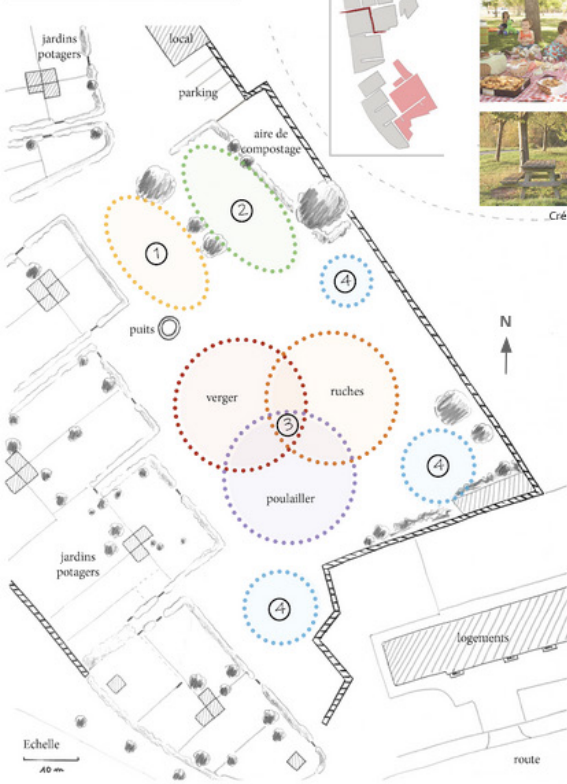 jardins
potagers
local
parking
aire de
compostage
Cré
2
1
4
puits
N
verger
ruches
3
4
poulailler
jardins
potagers
4
logements
Echelle
10 m
route